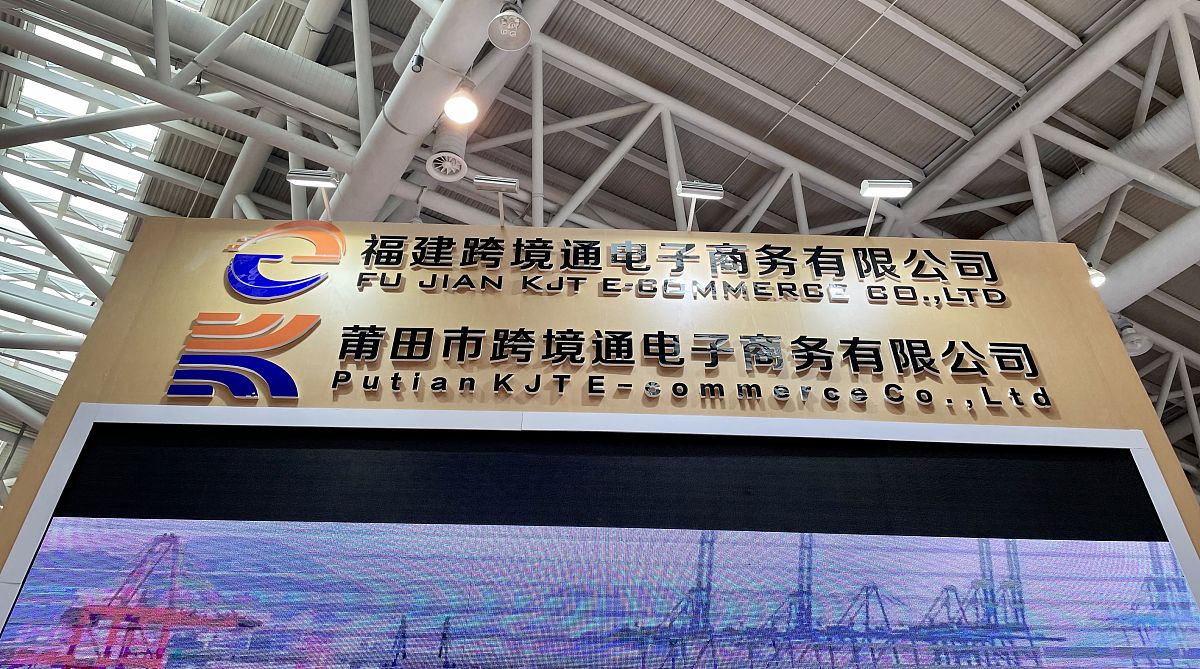 福建跨境通电子商务有限公司
FU JIAN KJT E-COMMERCE CO.,LTD
莆田市跨境通电子商务有限公司
Putian KJT E-commerce Co.,Ltd